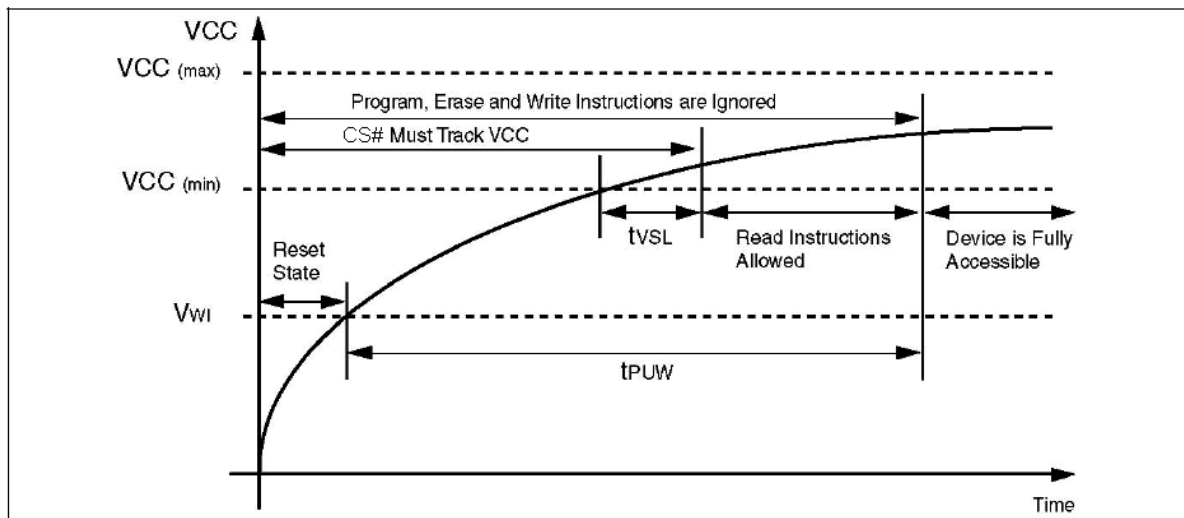 VCC
VCC (max)
Program, Erase and Write Instructions are Ignored
CS# Must Track VCC
VCC (min)
tVSL
Read Instructions
Allowed
Device is Fully
Accessible
Reset
State
VWI
tPUW
Time